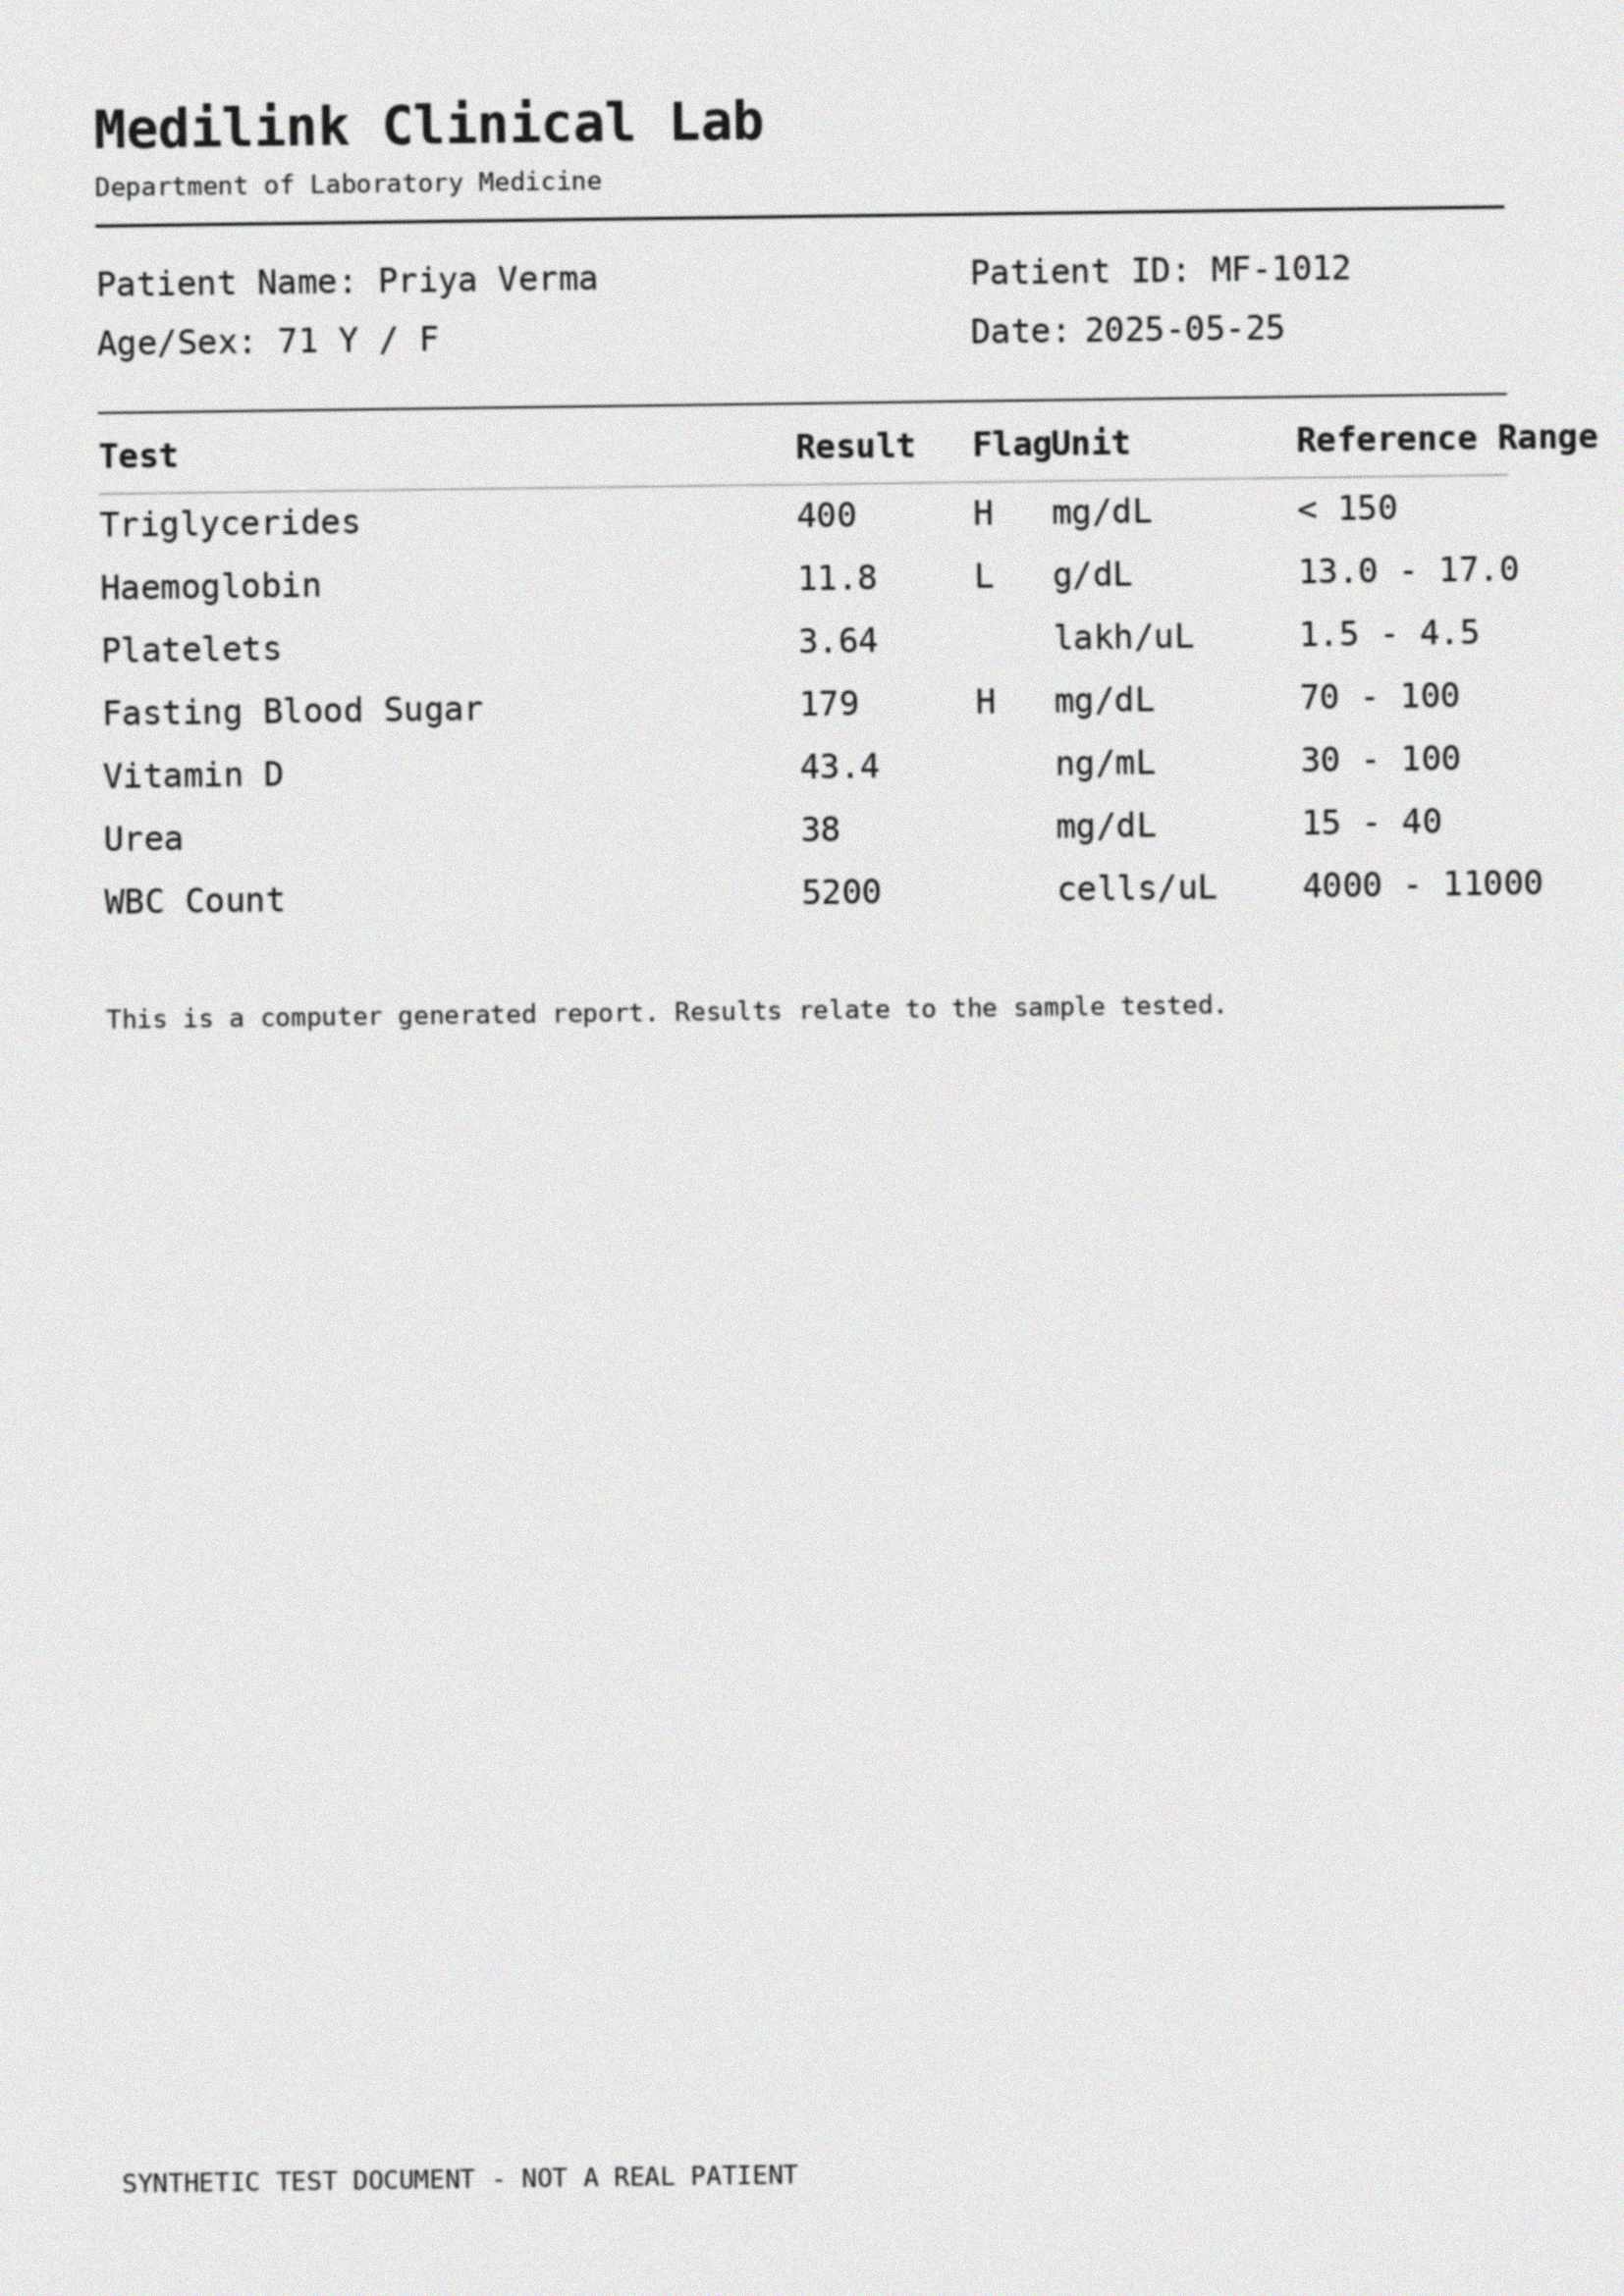 Medilink Clinical Lab
Department of Laboratory Medicine
Patient Name: Priya Verma Patient ID: MF-1012
Age/Sex: 71 Y / F Date: 2025-05-25
Test Result Flag Unit Reference Range
Triglycerides 400 H mg/dL < 150
Haemoglobin 11.8 L g/dL 13.0 - 17.0
Platelets 3.64 lakh/uL 1.5 - 4.5
Fasting Blood Sugar 179 H mg/dL 70 - 100
Vitamin D 43.4 ng/mL 30 - 100
Urea 38 mg/dL 15 - 40
WBC Count 5200 cells/uL 4000 - 11000
This is a computer generated report. Results relate to the sample tested.
SYNTHETIC TEST DOCUMENT - NOT A REAL PATIENT